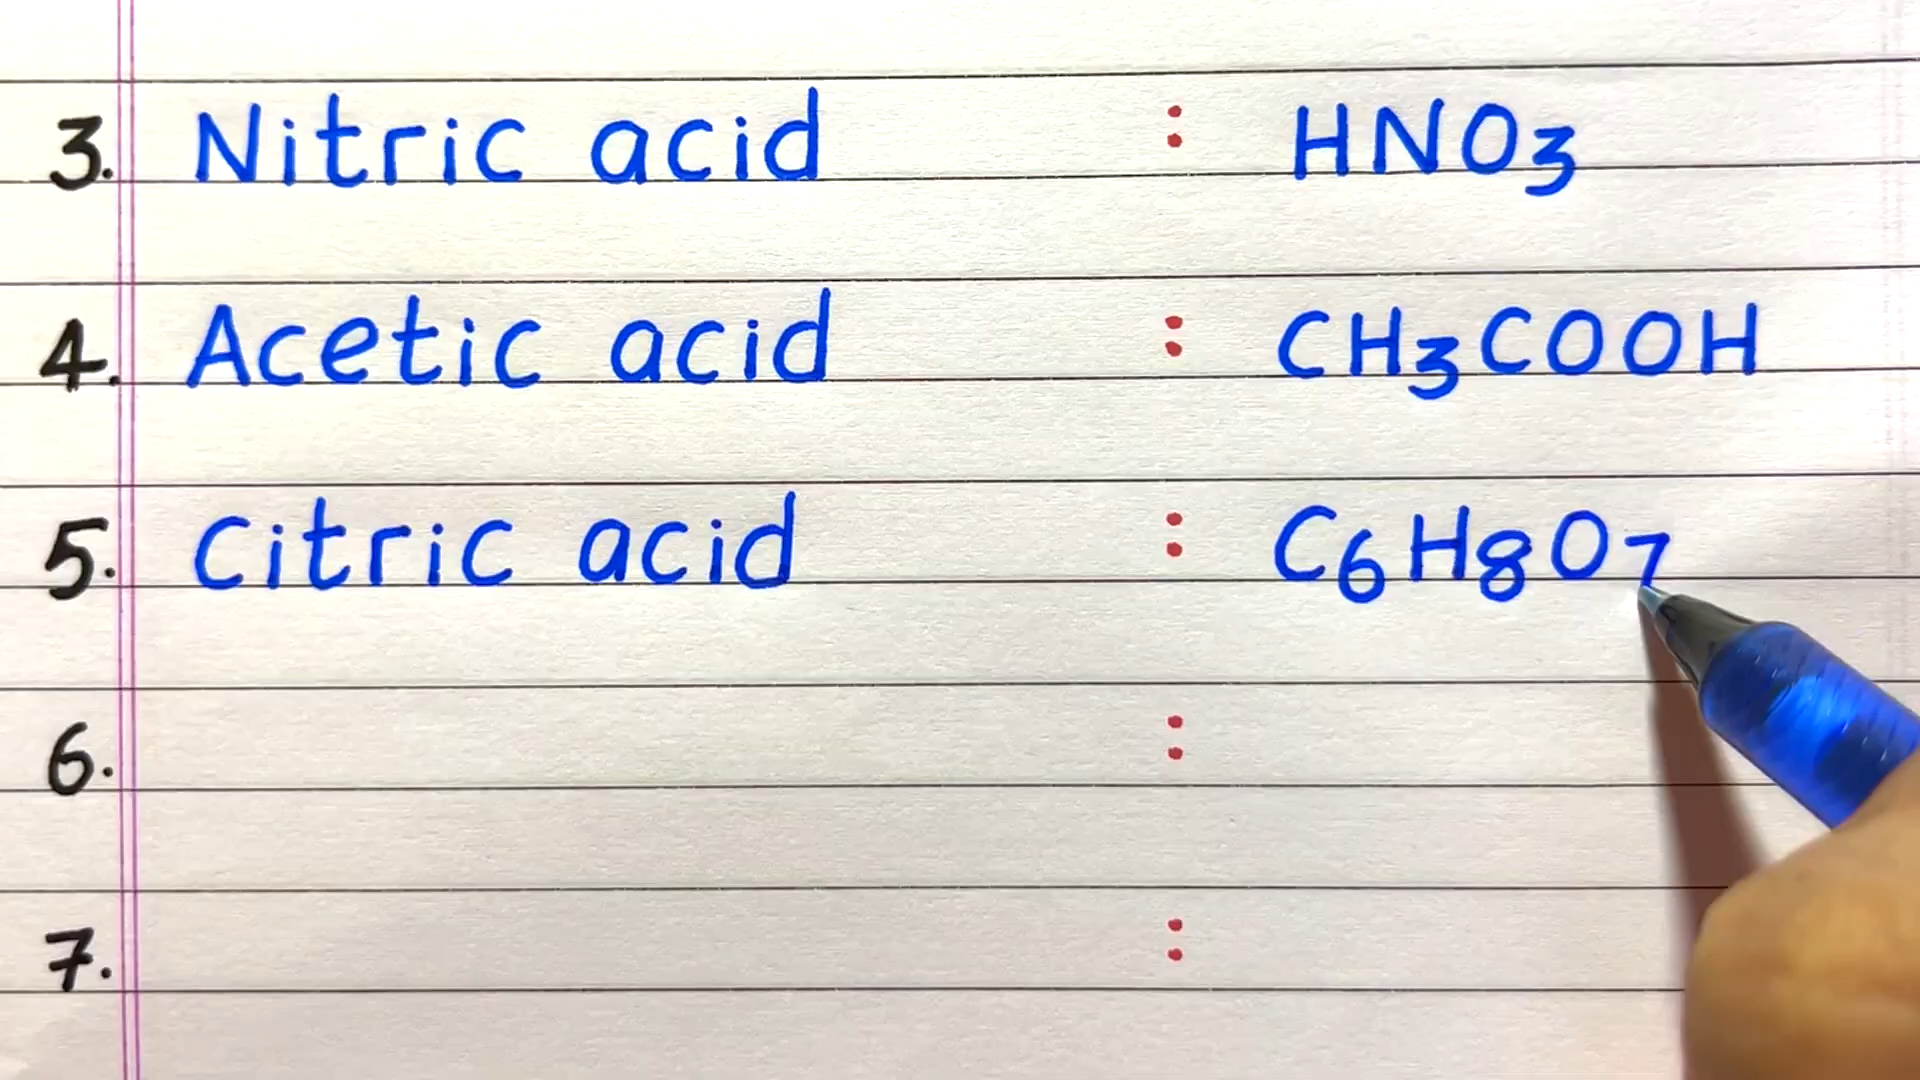 3. Nitric acid : HNO3
4. Acetic acid : CH3COOH
5. Citric acid : C6H8O7
6. :
7. :